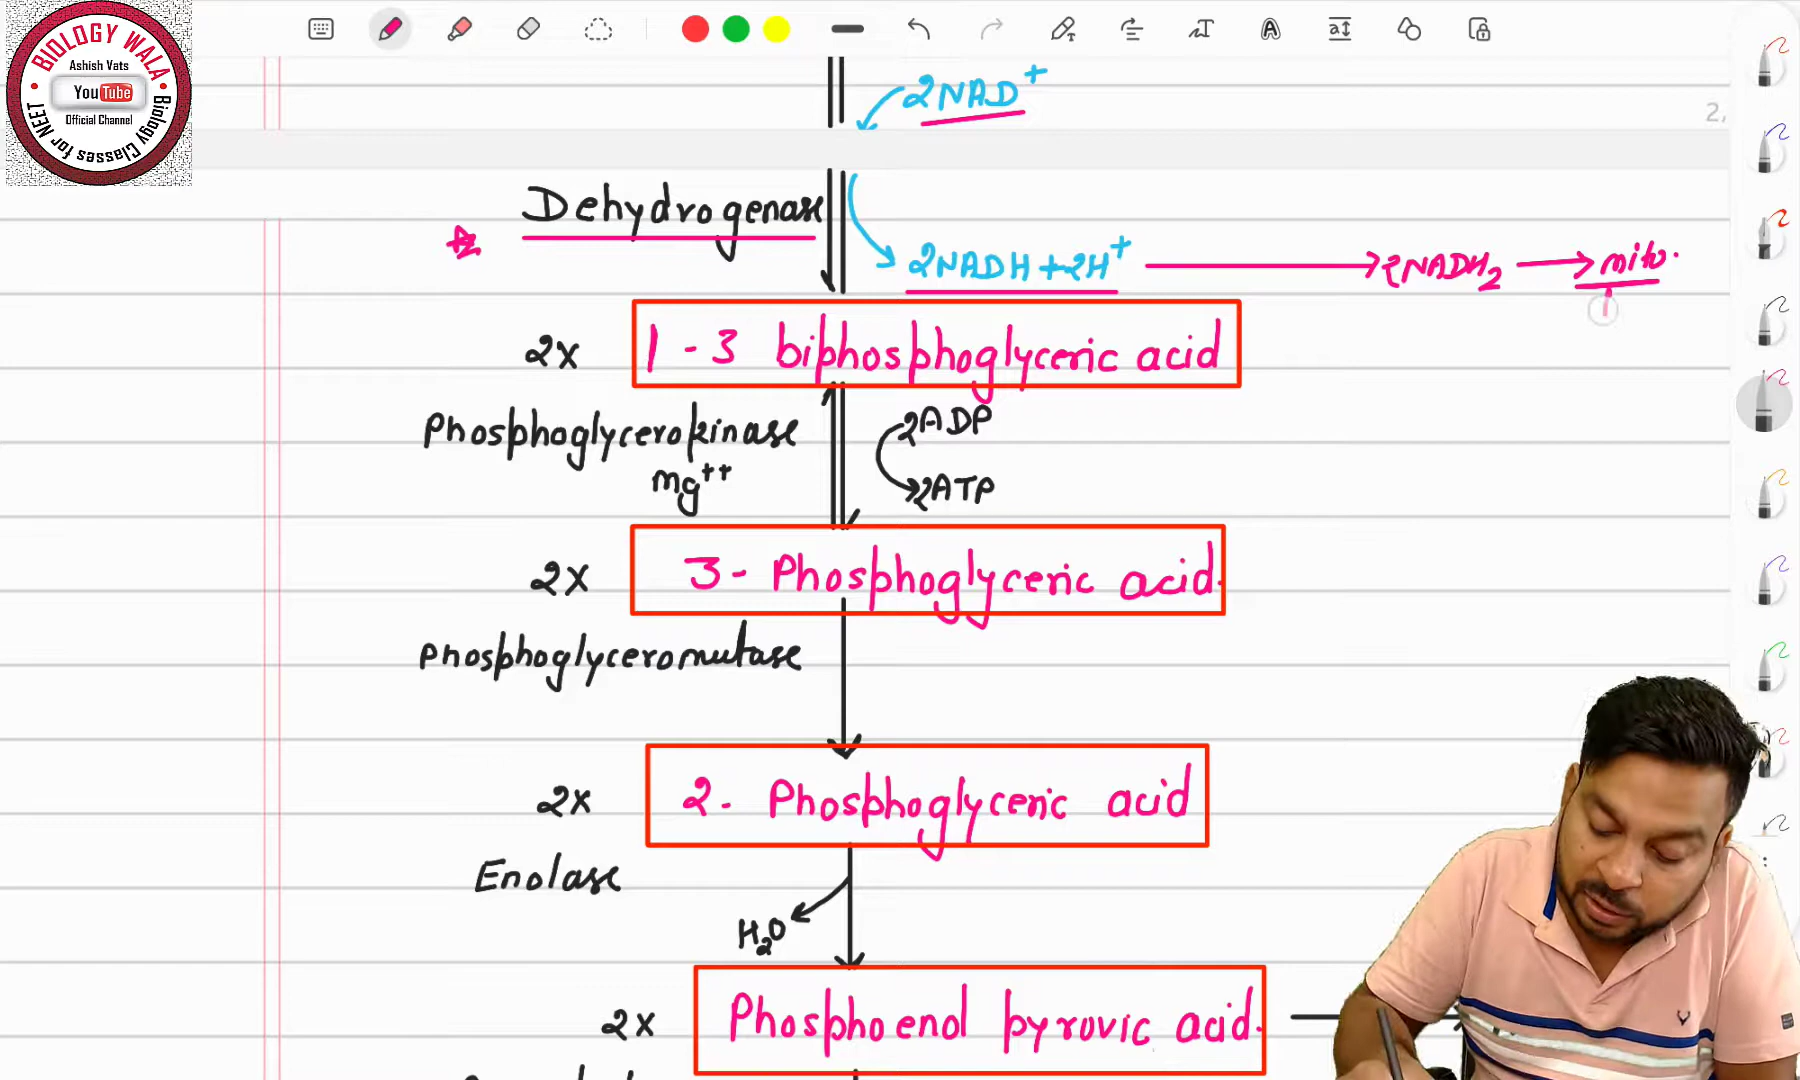 BIOLOGY WALA
Ashish Vats
YouTube
Official Channel
Biology Classes for NEET
2NAD+
2,
Dehydrogenase
2NADH+2H+
2NADH2
mito.
2x
1-3 biphosphoglyceric acid
Phosphoglycerokinase
mg++
2ADP
2ATP
2x
3- Phosphoglyceric acid.
Phosphoglyceromutase
2x
2- Phosphoglyceric acid
Enolase
H2O
2x
Phosphoenol pyruvic acid.